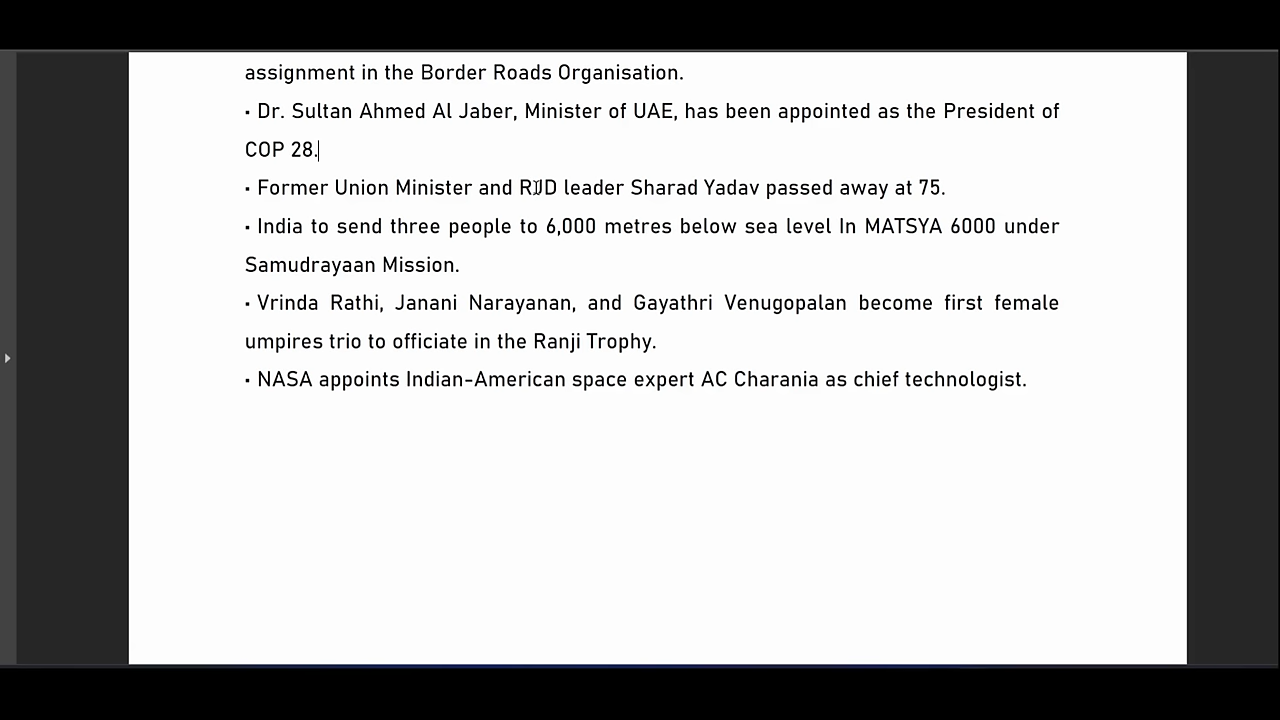 assignment in the Border Roads Organisation.
▪ Dr. Sultan Ahmed Al Jaber, Minister of UAE, has been appointed as the President of
COP 28.
▪ Former Union Minister and RJD leader Sharad Yadav passed away at 75.
▪ India to send three people to 6,000 metres below sea level In MATSYA 6000 under
Samudrayaan Mission.
▪ Vrinda Rathi, Janani Narayanan, and Gayathri Venugopalan become first female
umpires trio to officiate in the Ranji Trophy.
▪ NASA appoints Indian-American space expert AC Charania as chief technologist.